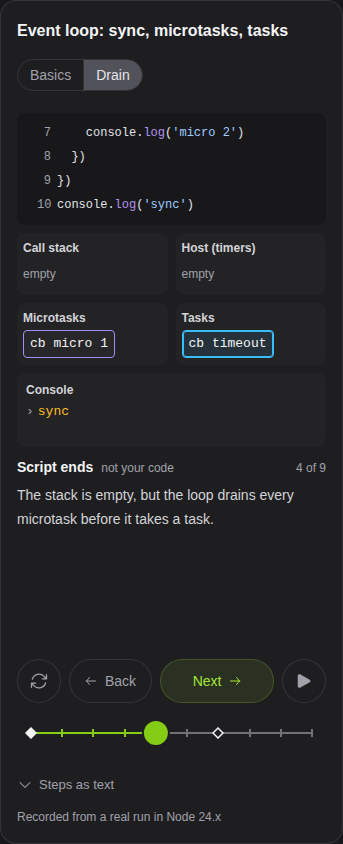 Event loop: sync, microtasks, tasks
Basics
Drain
7 console.log('micro 2')
8 })
9 })
10 console.log('sync')
Call stack
empty
Host (timers)
empty
Microtasks
cb micro 1
Tasks
cb timeout
Console
› sync
Script ends not your code 4 of 9
The stack is empty, but the loop drains every
microtask before it takes a task.
← Back
Next →
Steps as text
Recorded from a real run in Node 24.x